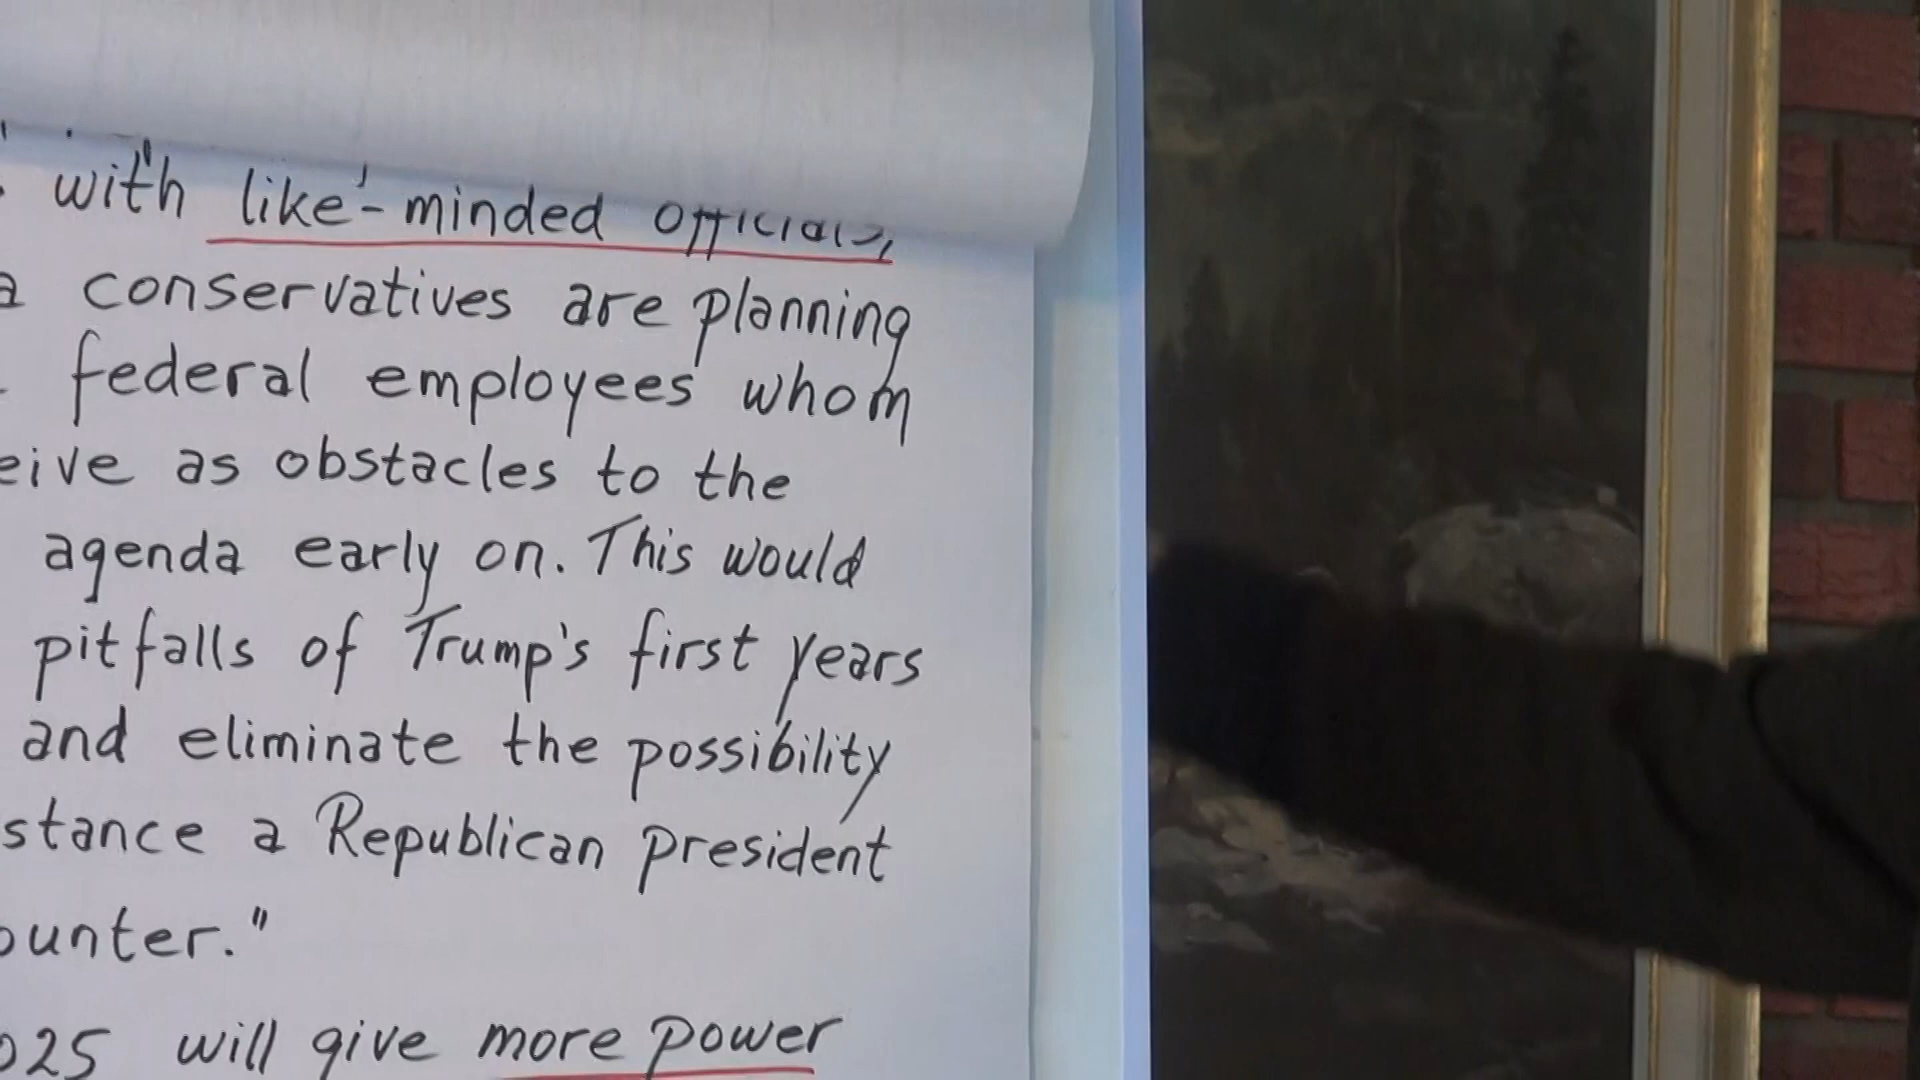 with like-minded officials,
a conservatives are planning
federal employees whom
eive as obstacles to the
agenda early on. This would
pitfalls of Trump's first years
and eliminate the possibility
stance a Republican president
ounter."
025 will give more power